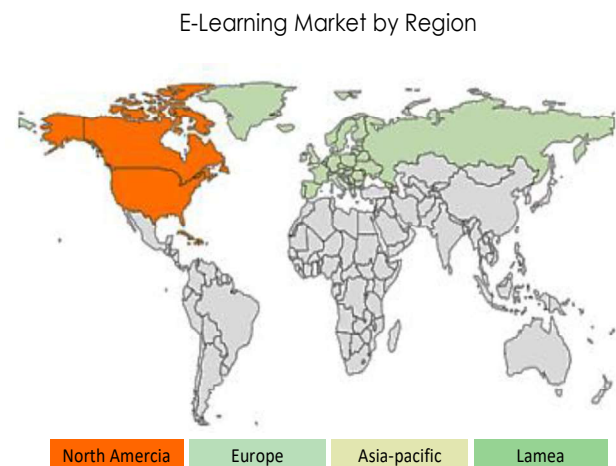 E-Learning Market by Region
North Amercia
Europe
Asia-pacific
Lamea